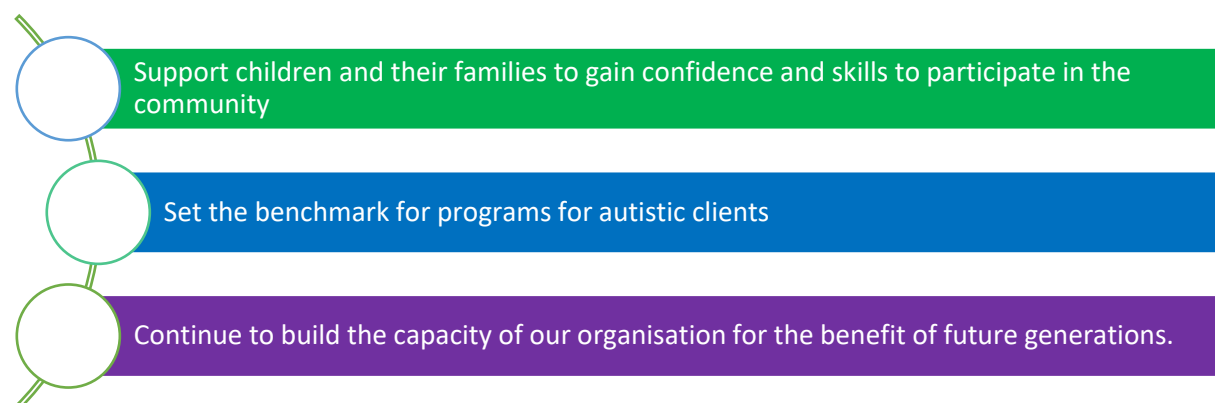 Support children and their families to gain confidence and skills to participate in the
community
Set the benchmark for programs for autistic clients
Continue to build the capacity of our organisation for the benefit of future generations.